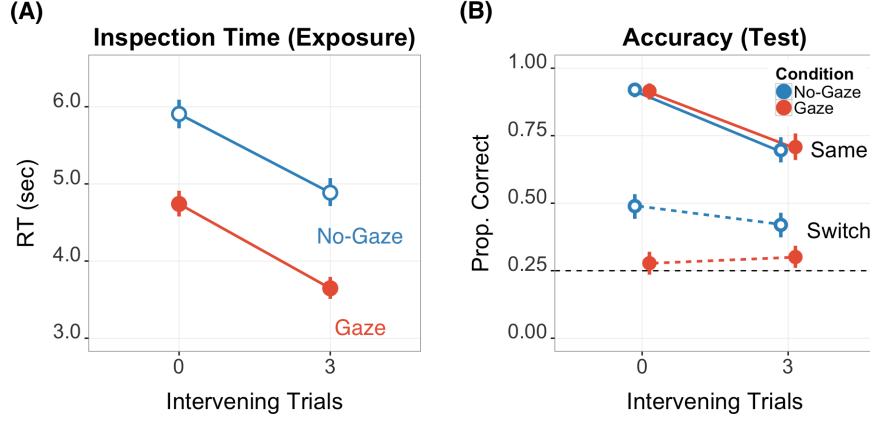 (A)
Inspection Time (Exposure)
RT (sec)
6.0
5.0
4.0
3.0
No-Gaze
Gaze
0
3
Intervening Trials
(B)
Accuracy (Test)
Prop. Correct
1.00
0.75
0.50
0.25
0.00
Condition
No-Gaze
Gaze
Same
Switch
0
3
Intervening Trials